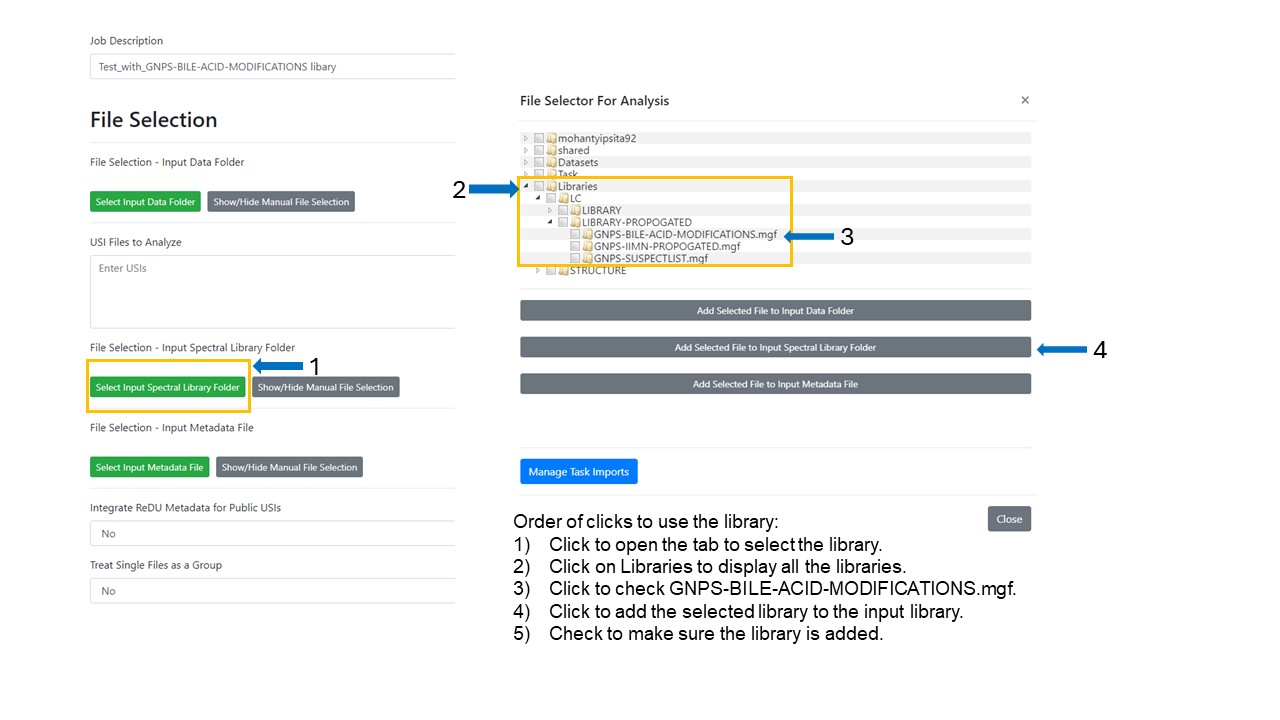 Job Description
Test_with_GNPS-BILE-ACID-MODIFICATIONS libary
File Selection
File Selection - Input Data Folder
Select Input Data Folder
Show/Hide Manual File Selection
USI Files to Analyze
Enter USIs
File Selection - Input Spectral Library Folder
1
Select Input Spectral Library Folder
Show/Hide Manual File Selection
File Selection - Input Metadata File
Select Input Metadata File
Show/Hide Manual File Selection
Integrate ReDU Metadata for Public USIs
No
Treat Single Files as a Group
No
File Selector For Analysis
×
mohantyipsita92
shared
Datasets
Task
2
Libraries
LC
LIBRARY
LIBRARY-PROPOGATED
GNPS-BILE-ACID-MODIFICATIONS.mgf
3
GNPS-IIMN-PROPOGATED.mgf
GNPS-SUSPECTLIST.mgf
STRUCTURE
Add Selected File to Input Data Folder
Add Selected File to Input Spectral Library Folder
4
Add Selected File to Input Metadata File
Manage Task Imports
Close
Order of clicks to use the library:
1) Click to open the tab to select the library.
2) Click on Libraries to display all the libraries.
3) Click to check GNPS-BILE-ACID-MODIFICATIONS.mgf.
4) Click to add the selected library to the input library.
5) Check to make sure the library is added.